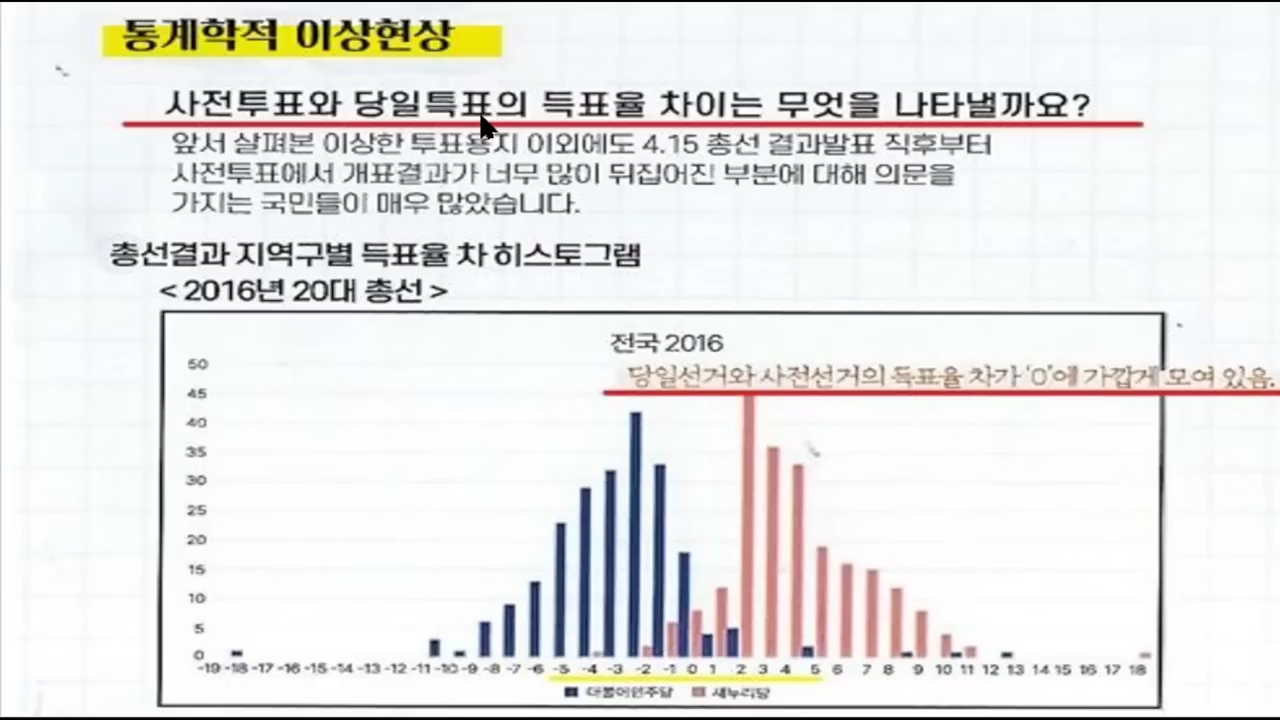 통계학적 이상현상
사전투표와 당일특표의 득표율 차이는 무엇을 나타낼까요?
앞서 살펴본 이상한 투표용지 이외에도 4.15 총선 결과발표 직후부터
사전투표에서 개표결과가 너무 많이 뒤집어진 부분에 대해 의문을
가지는 국민들이 매우 많았습니다.
총선결과 지역구별 득표율 차 히스토그램
<2016년 20대 총선>
전국 2016
당일선거와 사전선거의 득표율 차가 '0'에 가깝게 모여 있음.
50
45
40
35
30
25
20
15
10
5
0
-19 -18 -17 -16 -15 -14 -13 -12 -11 -10 -9 -8 -7 -6 -5 -4 -3 -2 -1 0 1 2 3 4 5 6 7 8 9 10 11 12 13 14 15 16 17 18
더불어민주당 새누리당